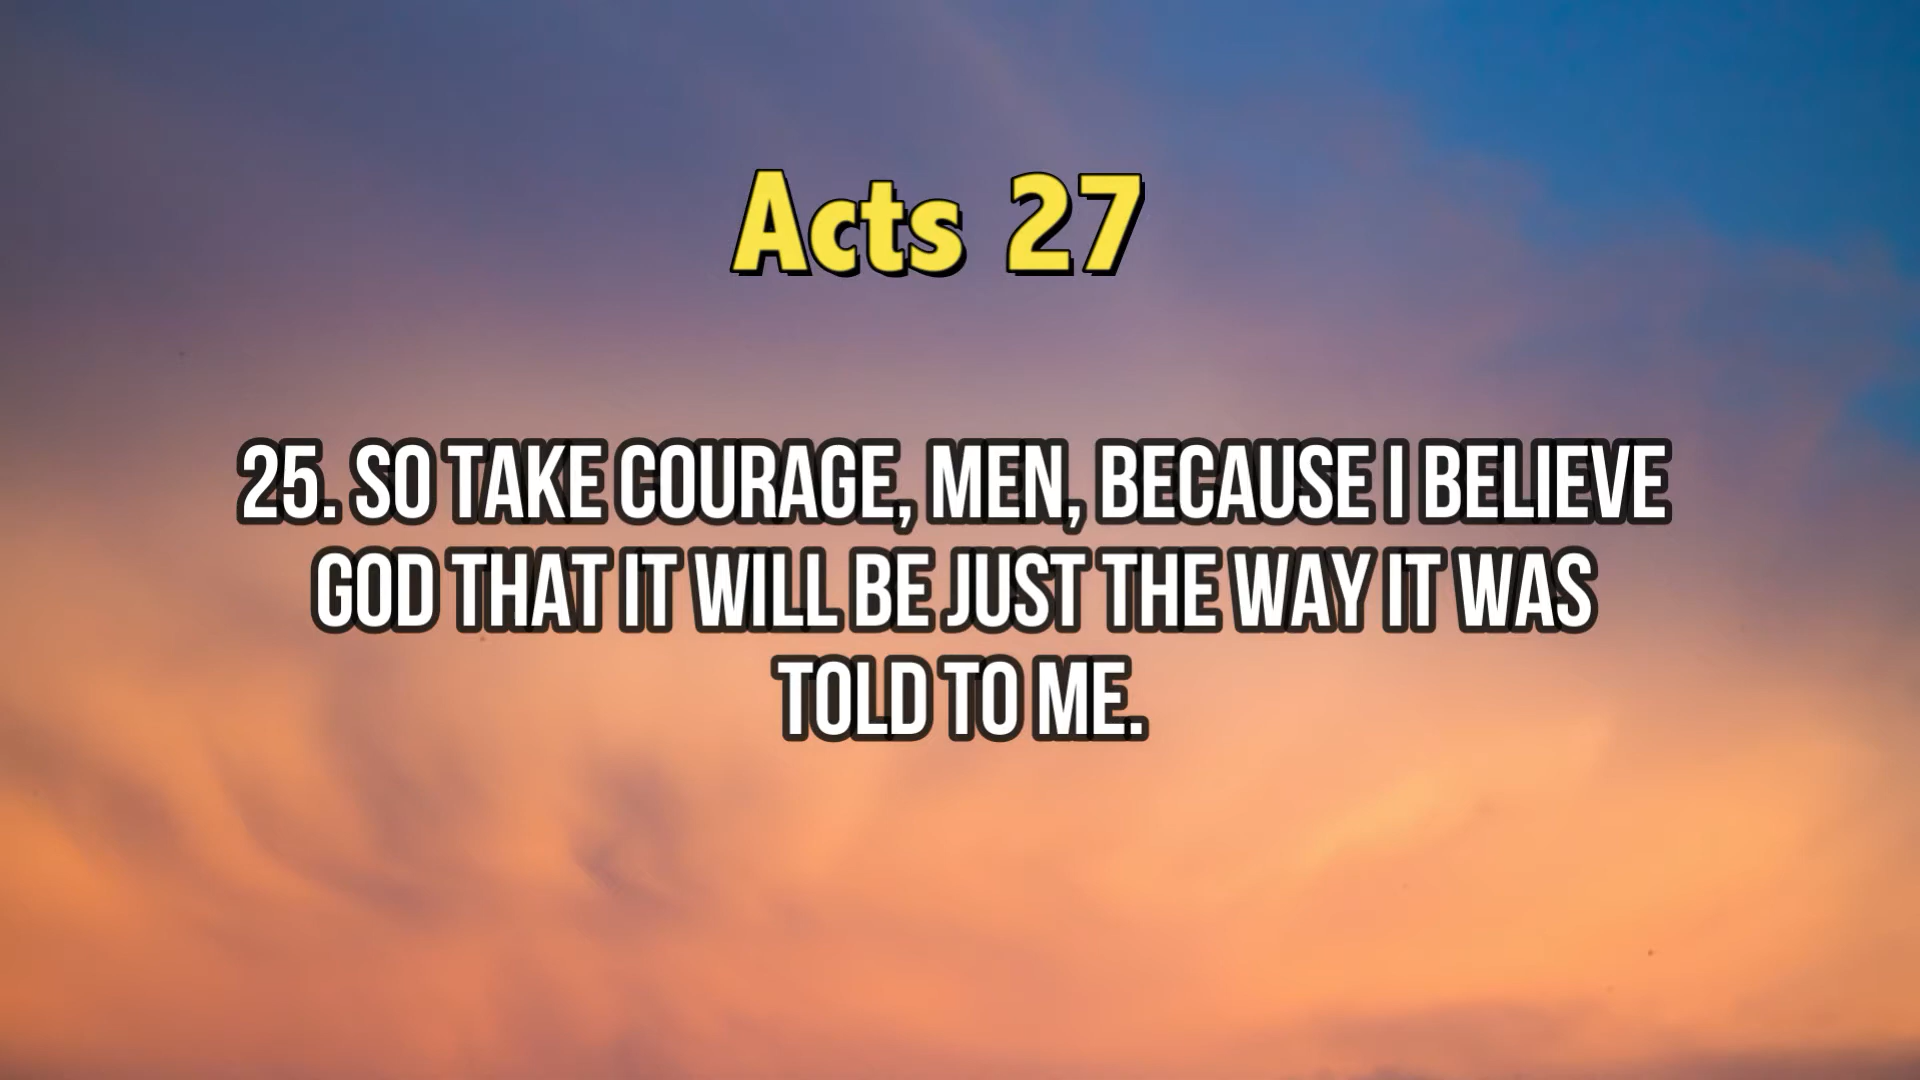 Acts 27
25. SO TAKE COURAGE, MEN, BECAUSE I BELIEVE
GOD THAT IT WILL BE JUST THE WAY IT WAS
TOLD TO ME.